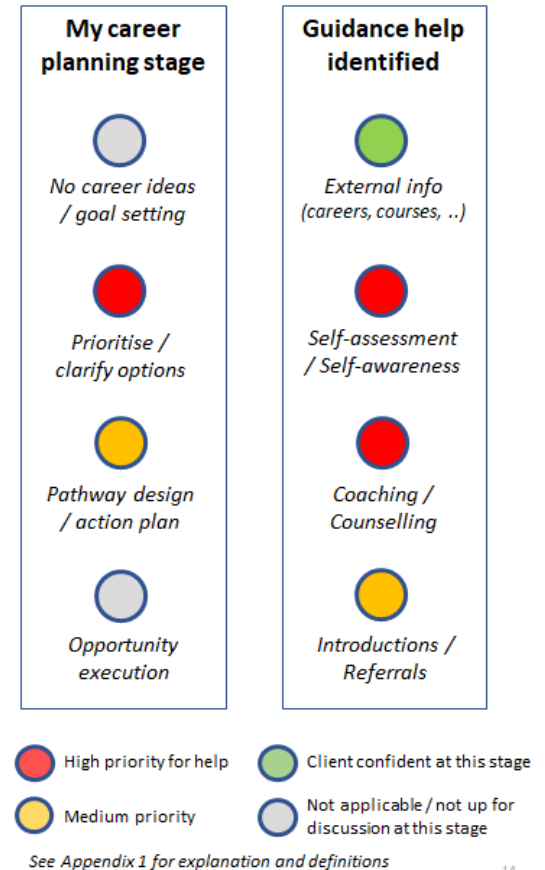 My career
planning stage
No career ideas
/ goal setting
Prioritise /
clarify options
Pathway design
/ action plan
Opportunity
execution
Guidance help
identified
External info
(careers, courses, ..)
Self-assessment
/ Self-awareness
Coaching /
Counselling
Introductions /
Referrals
High priority for help
Client confident at this stage
Medium priority
Not applicable / not up for
discussion at this stage
See Appendix 1 for explanation and definitions